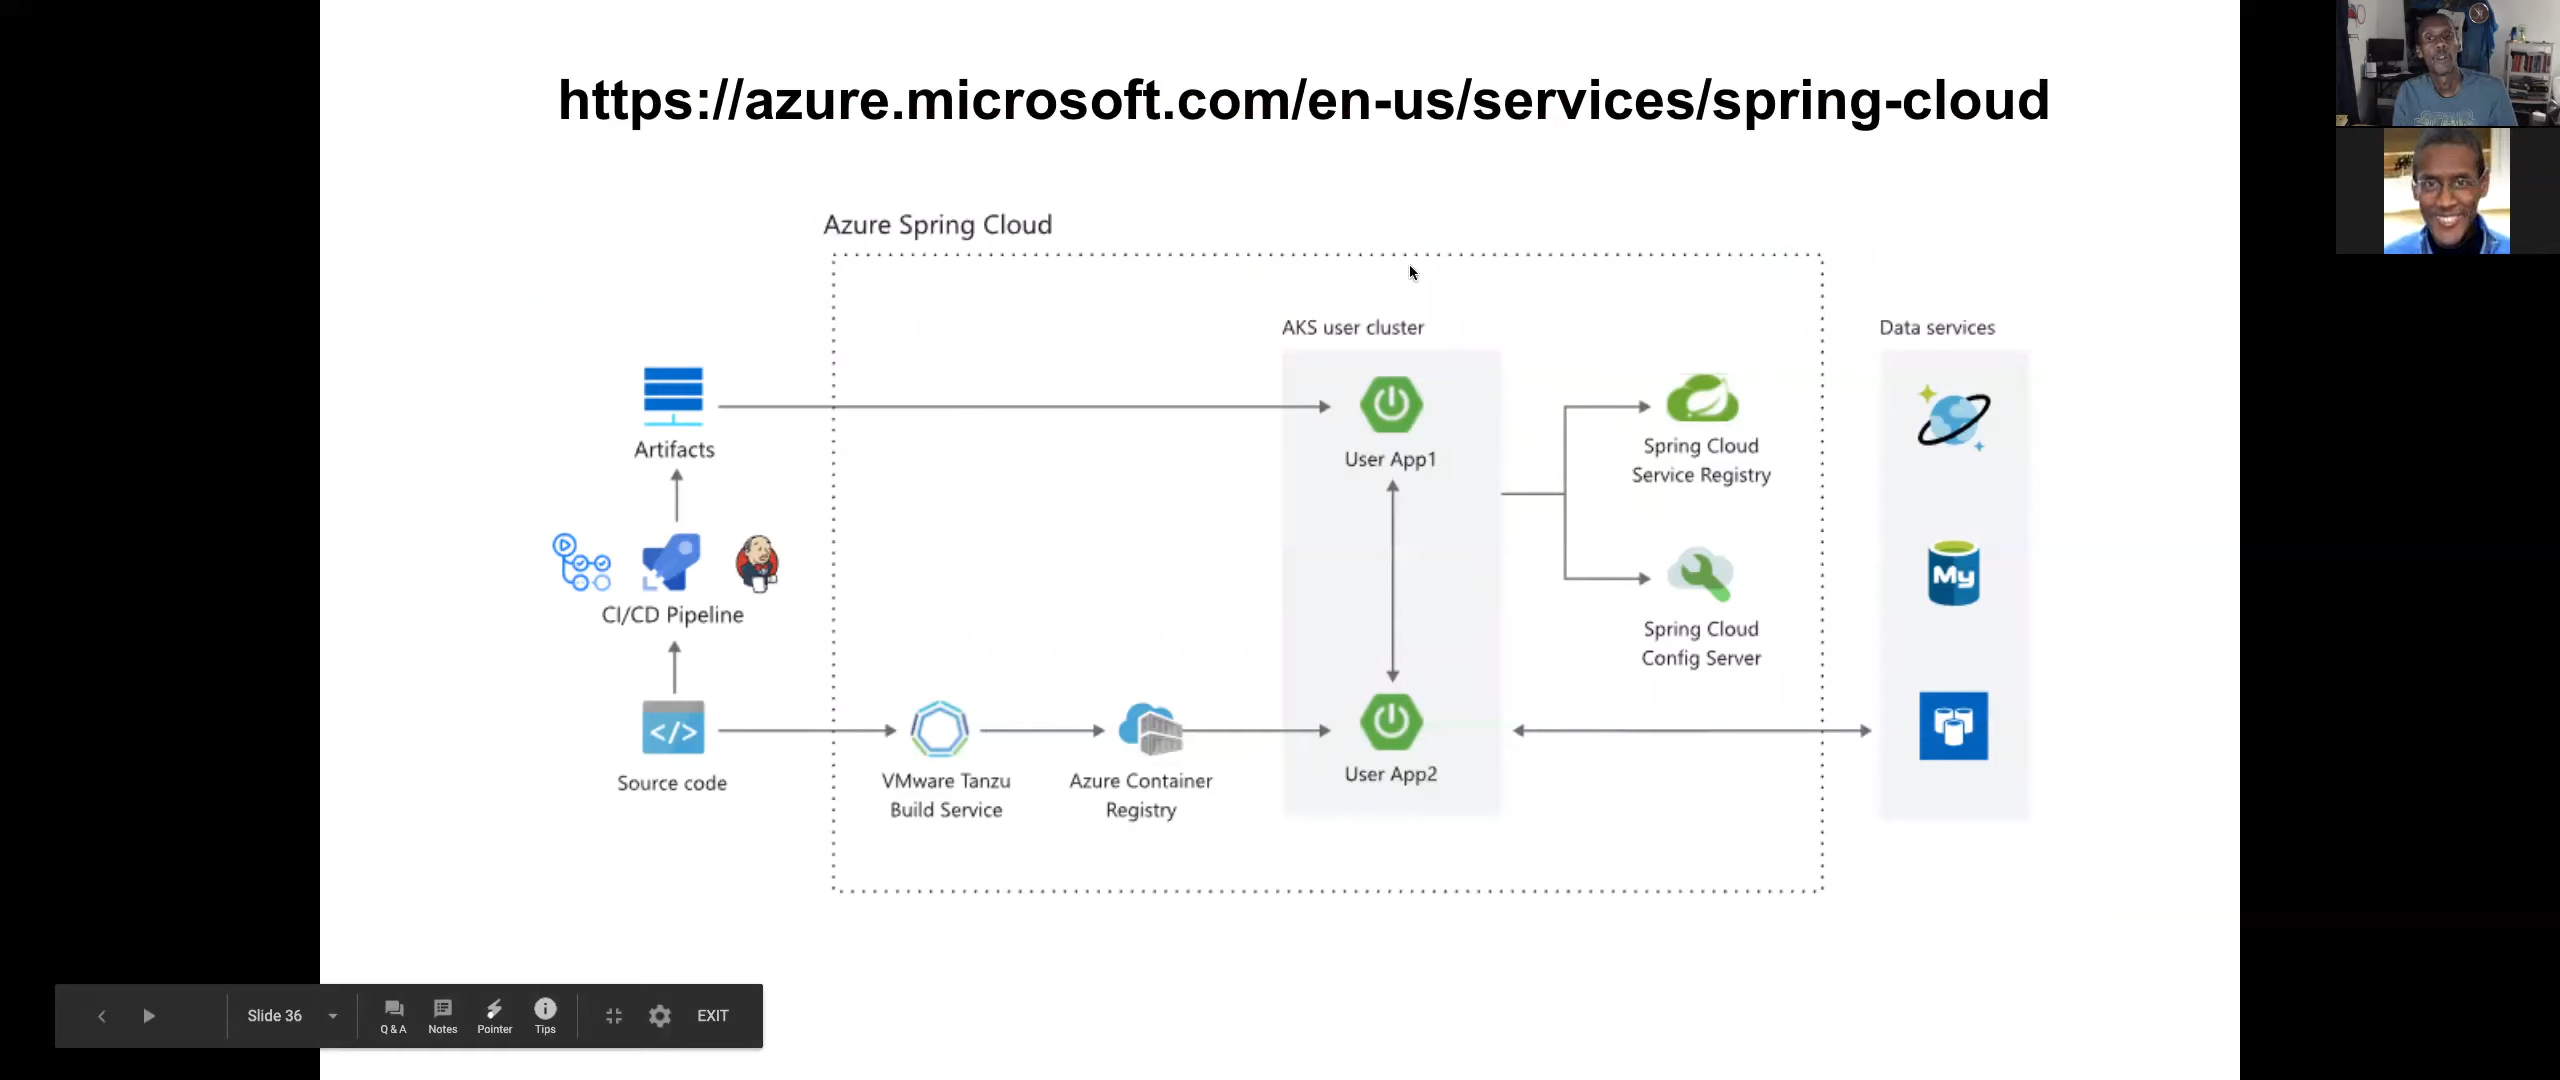 https://azure.microsoft.com/en-us/services/spring-cloud
Azure Spring Cloud
AKS user cluster
Data services
Artifacts
User App1
Spring Cloud
Service Registry
CI/CD Pipeline
My
Spring Cloud
Config Server
</>
Source code
VMware Tanzu
Build Service
Azure Container
Registry
User App2
Slide 36
Q & A
Notes
Pointer
Tips
EXIT